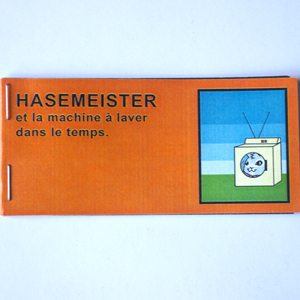 HASEMEISTER
et la machine à laver
dans le temps.